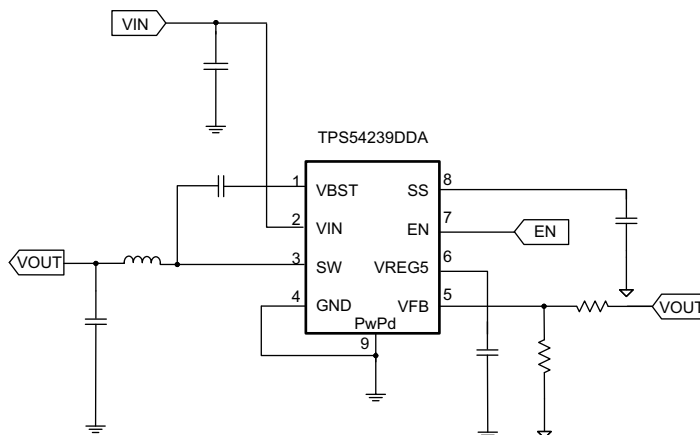 VIN
TPS54239DDA
1 VBST SS 8
2 VIN EN 7 EN
3 SW VREG5 6
VOUT
4 GND VFB 5 VOUT
PwPd
9